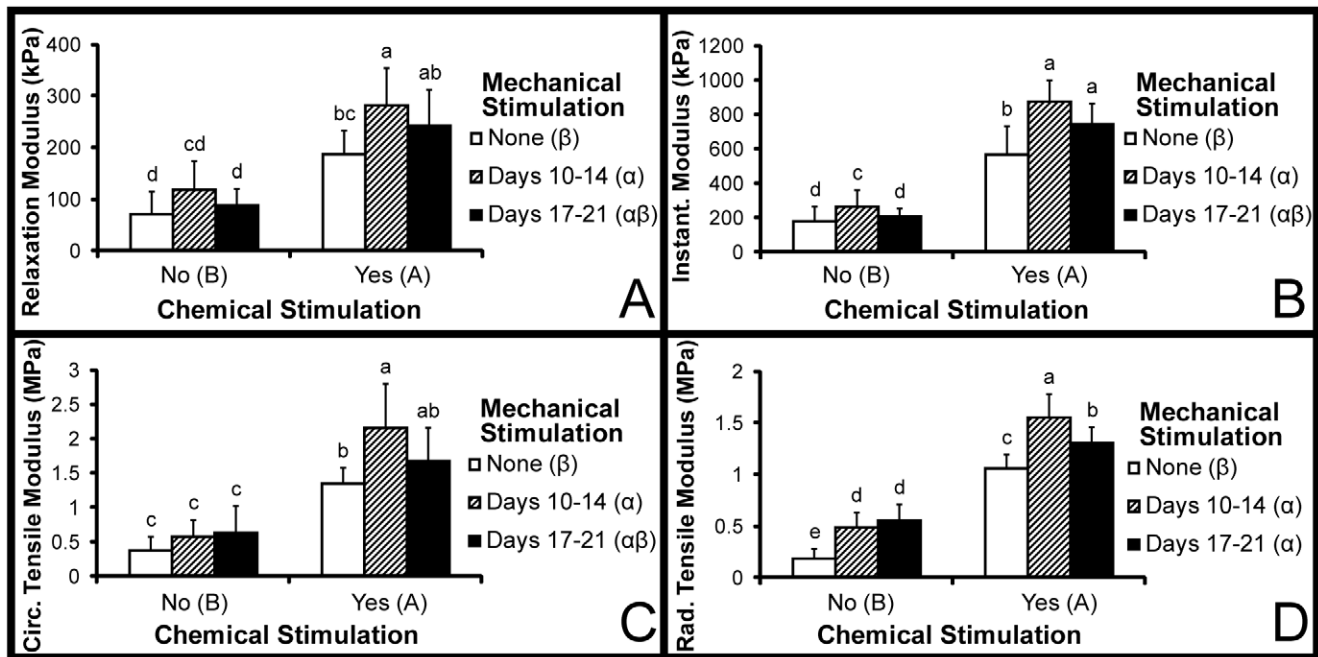 Relaxation Modulus (kPa)
400
300
200
100
0
d
cd
d
bc
a
ab
No (B)
Yes (A)
Chemical Stimulation
Mechanical
Stimulation
None (β)
Days 10-14 (α)
Days 17-21 (αβ)
A
Instant. Modulus (kPa)
1200
1000
800
600
400
200
0
d
c
d
b
a
a
No (B)
Yes (A)
Chemical Stimulation
Mechanical
Stimulation
None (β)
Days 10-14 (α)
Days 17-21 (αβ)
B
Circ. Tensile Modulus (MPa)
3
2.5
2
1.5
1
0.5
0
c
c
c
b
a
ab
No (B)
Yes (A)
Chemical Stimulation
Mechanical
Stimulation
None (β)
Days 10-14 (α)
Days 17-21 (αβ)
C
Rad. Tensile Modulus (MPa)
2
1.5
1
0.5
0
e
d
d
c
a
b
No (B)
Yes (A)
Chemical Stimulation
Mechanical
Stimulation
None (β)
Days 10-14 (α)
Days 17-21 (α)
D